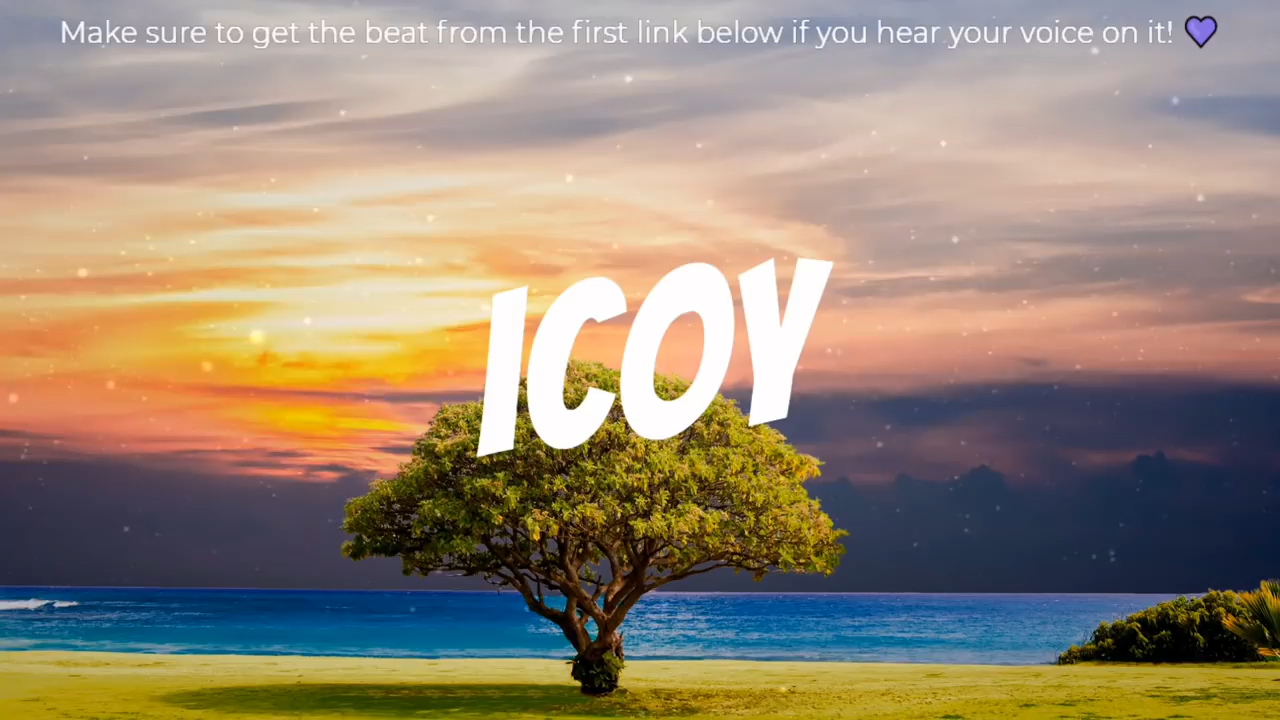 Make sure to get the beat from the first link below if you hear your voice on it! 💜
ICOY